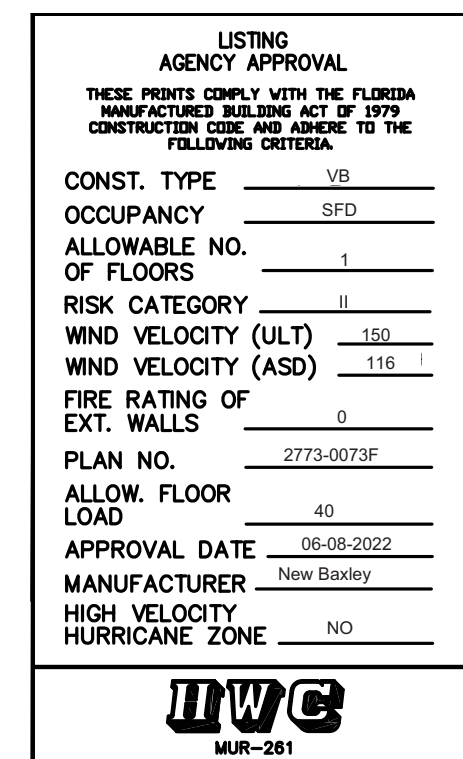 LISTING
AGENCY APPROVAL
THESE PRINTS COMPLY WITH THE FLORIDA
MANUFACTURED BUILDING ACT OF 1979
CONSTRUCTION CODE AND ADHERE TO THE
FOLLOWING CRITERIA.
CONST. TYPE VB
OCCUPANCY SFD
ALLOWABLE NO.
OF FLOORS 1
RISK CATEGORY II
WIND VELOCITY (ULT) 150
WIND VELOCITY (ASD) 116
FIRE RATING OF
EXT. WALLS 0
PLAN NO. 2773-0073F
ALLOW. FLOOR
LOAD 40
APPROVAL DATE 06-08-2022
MANUFACTURER New Baxley
HIGH VELOCITY
HURRICANE ZONE NO
HWC
MUR-261